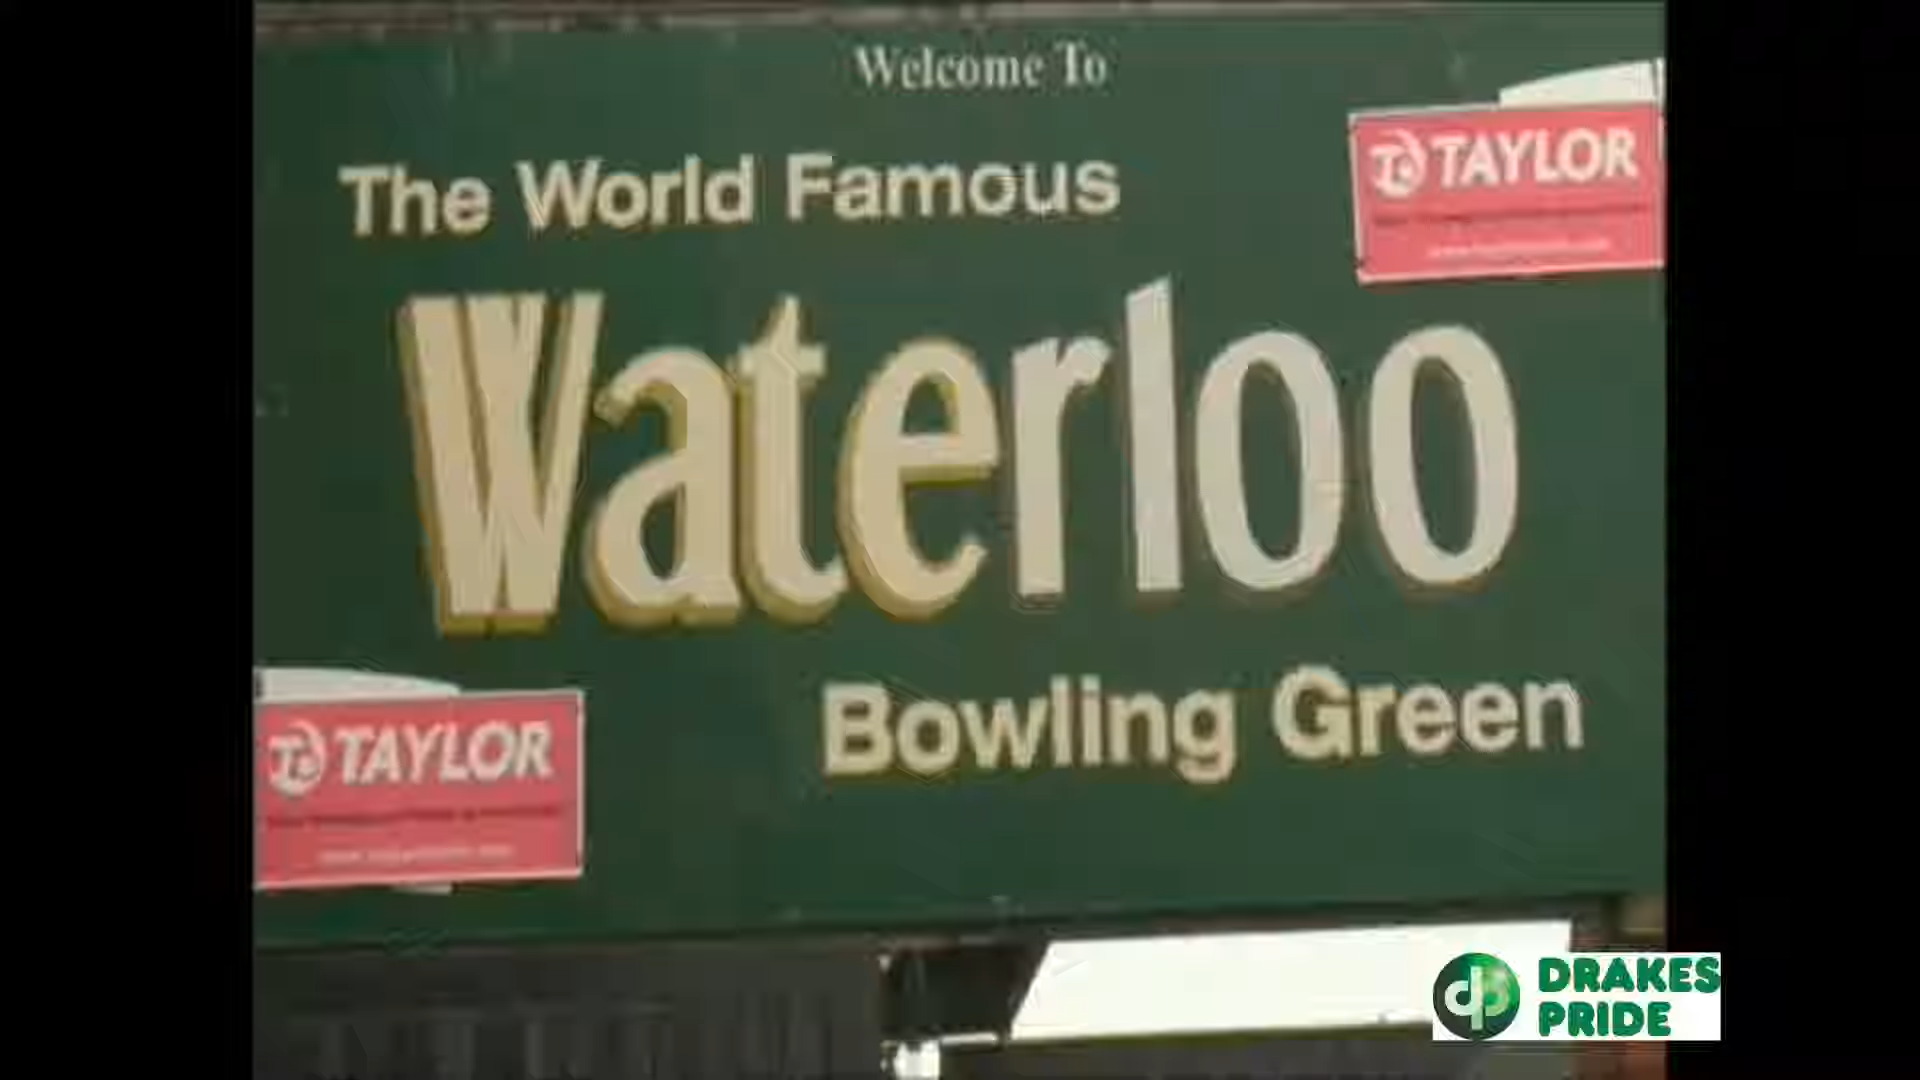 Welcome To
The World Famous
TAYLOR
Waterloo
Bowling Green
TAYLOR
DRAKES
PRIDE